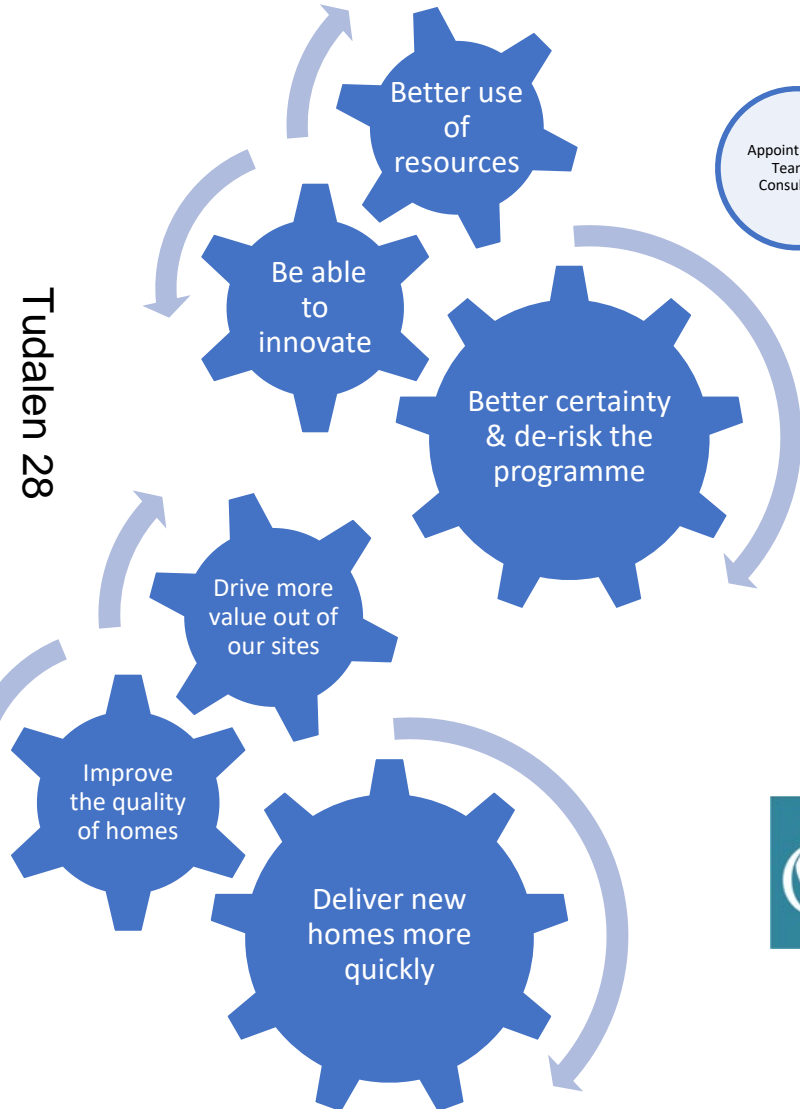 Better use
of
resources
Be able
to
innovate
Better certainty
& de-risk the
programme
Drive more
value out of
our sites
Improve
the quality
of homes
Deliver new
homes more
quickly
Appoint
Tudalen 28